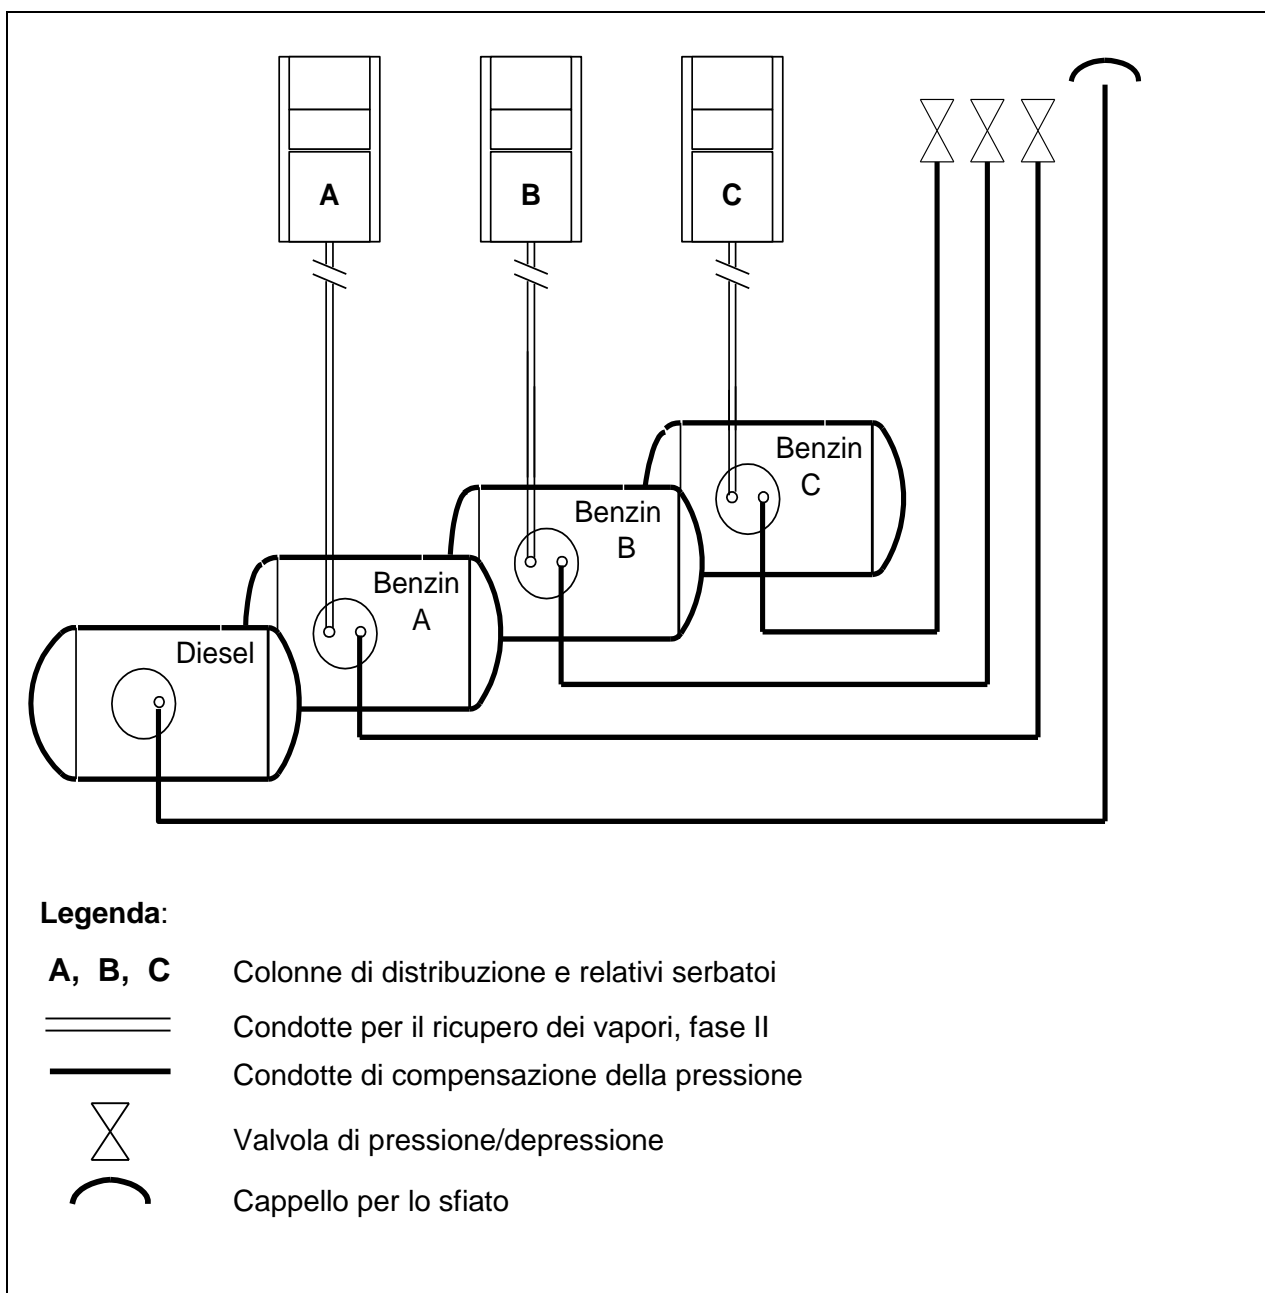 A B C
Benzin
C
Benzin
B
Benzin
A
Diesel
Legenda:
A, B, C Colonne di distribuzione e relativi serbatoi
Condotte per il ricupero dei vapori, fase II
Condotte di compensazione della pressione
Valvola di pressione/depressione
Cappello per lo sfiato